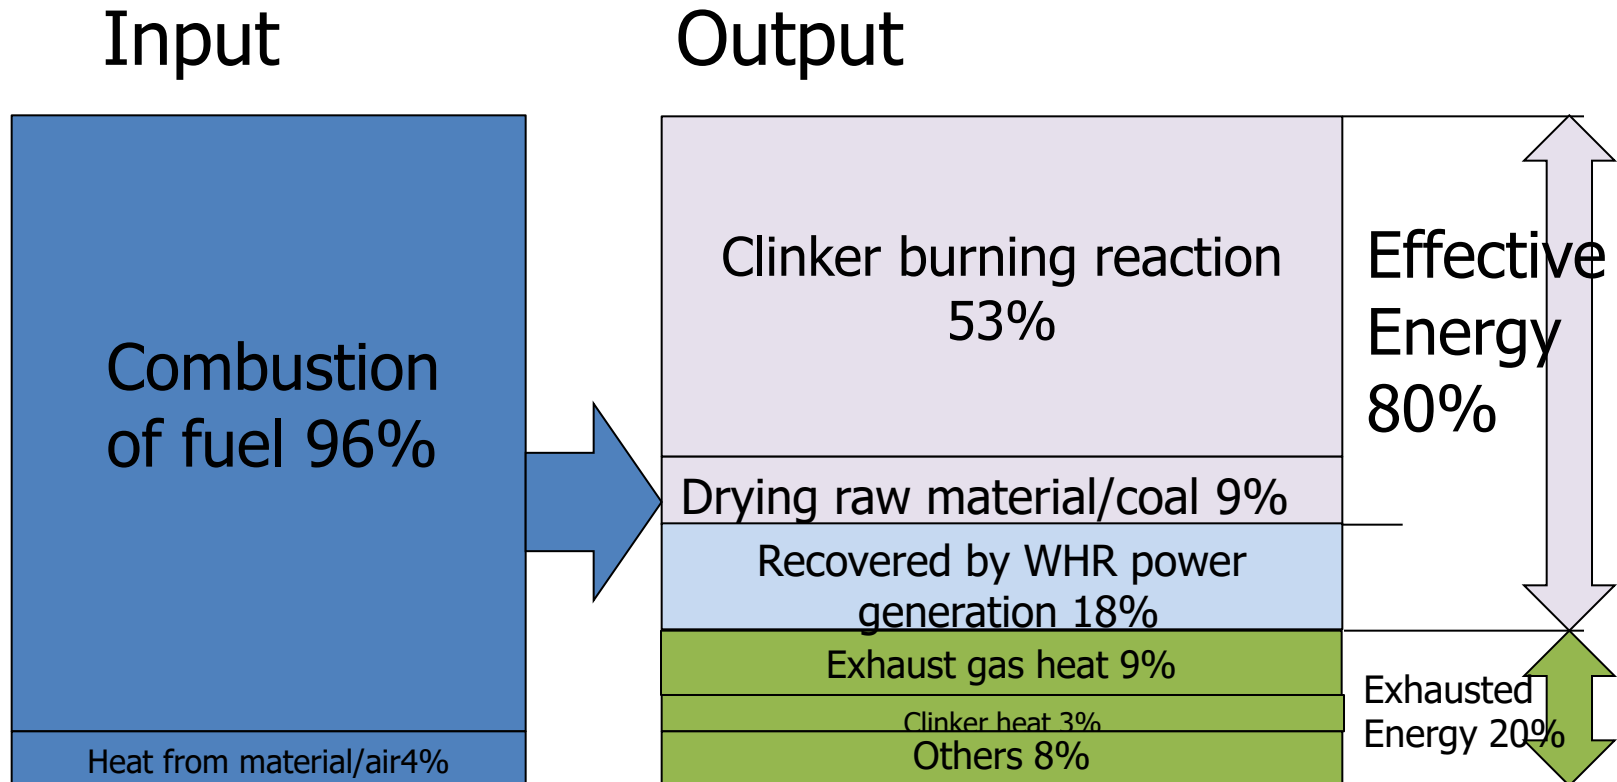 Input
Output
Combustion
of fuel 96%
Heat from material/air4%
Clinker burning reaction
53%
Drying raw material/coal 9%
Recovered by WHR power
generation 18%
Exhaust gas heat 9%
Clinker heat 3%
Others 8%
Effective
Energy
80%
Exhausted
Energy 20%